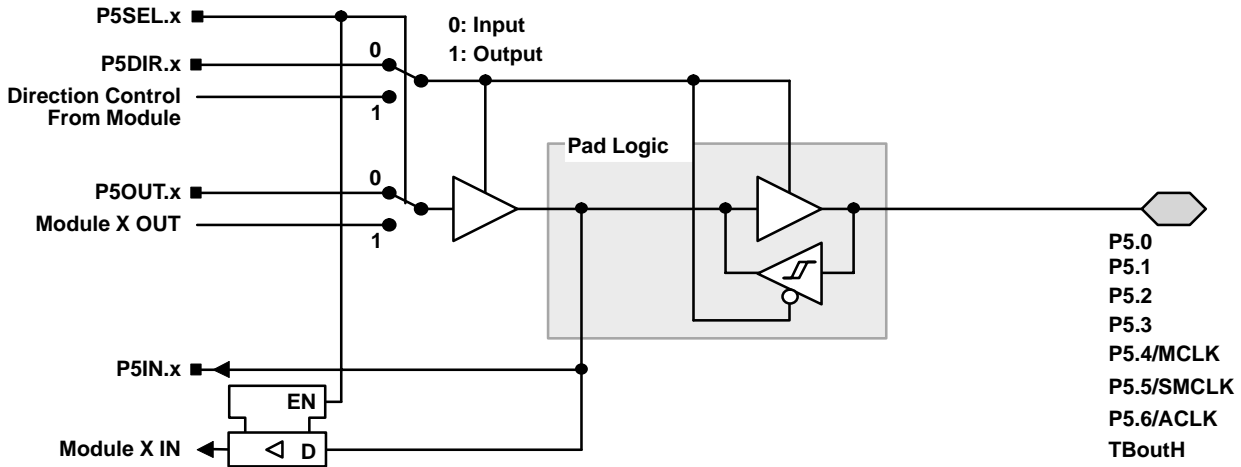 P5SEL.x
0: Input
1: Output
P5DIR.x
0
Direction Control
From Module
1
Pad Logic
P5OUT.x
0
Module X OUT
1
P5.0
P5.1
P5.2
P5.3
P5.4/MCLK
P5.5/SMCLK
P5.6/ACLK
TBoutH
P5IN.x
EN
Module X IN
D